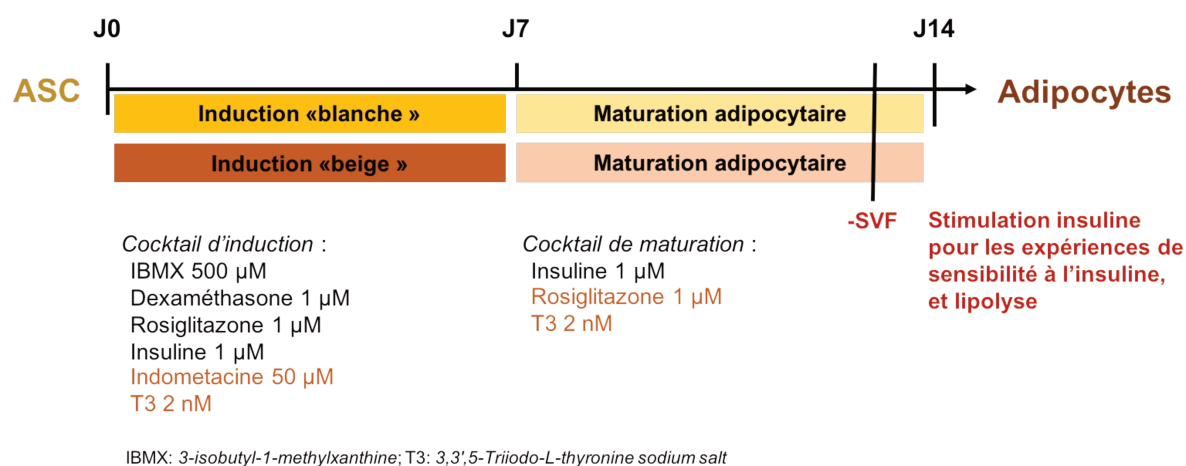 J0 J7 J14
ASC
Adipocytes
Induction «blanche » Maturation adipocytaire
Induction «beige » Maturation adipocytaire
-SVF
Stimulation insuline
pour les expériences de
sensibilité à l’insuline,
et lipolyse
Cocktail d’induction :
IBMX 500 µM
Dexaméthasone 1 µM
Rosiglitazone 1 µM
Insuline 1 µM
Indometacine 50 µM
T3 2 nM
Cocktail de maturation :
Insuline 1 µM
Rosiglitazone 1 µM
T3 2 nM
IBMX: 3-isobutyl-1-methylxanthine; T3: 3,3',5-Triiodo-L-thyronine sodium salt